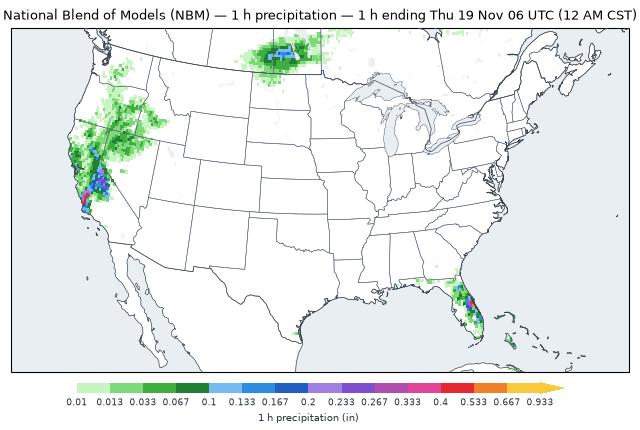 National Blend of Models (NBM) — 1 h precipitation — 1 h ending Thu 19 Nov 06 UTC (12 AM CST)
0.01 0.013 0.033 0.067 0.1 0.133 0.167 0.2 0.233 0.267 0.333 0.4 0.533 0.667 0.933
1 h precipitation (in)